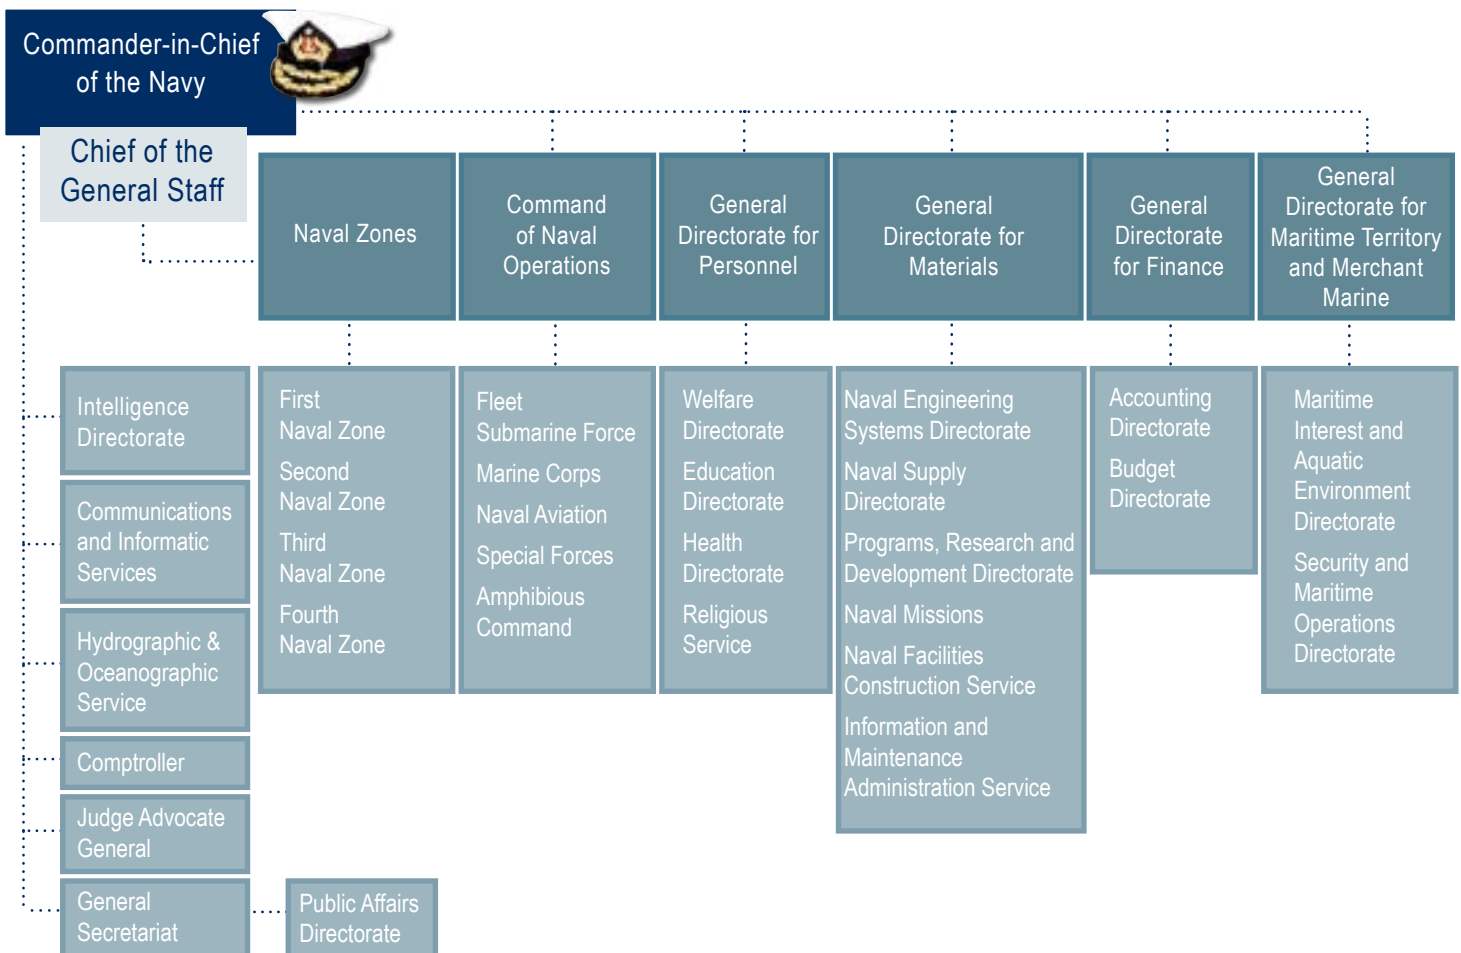 Commander-in-Chief
of the Navy
Chief of the
General Staff
Naval Zones
Command
of Naval
Operations
General
Directorate for
Personnel
General
Directorate for
Materials
General
Directorate
for Finance
General
Directorate for
Maritime Territory
and Merchant
Marine
Intelligence
Directorate
Communications
and Informatic
Services
Hydrographic &
Oceanographic
Service
Comptroller
Judge Advocate
General
General
Secretariat
Public Affairs
Directorate
First
Naval Zone
Second
Naval Zone
Third
Naval Zone
Fourth
Naval Zone
Fleet
Submarine Force
Marine Corps
Naval Aviation
Special Forces
Amphibious
Command
Welfare
Directorate
Education
Directorate
Health
Directorate
Religious
Service
Naval Engineering
Systems Directorate
Naval Supply
Directorate
Programs, Research and
Development Directorate
Naval Missions
Naval Facilities
Construction Service
Information and
Maintenance
Administration Service
Accounting
Directorate
Budget
Directorate
Maritime
Interest and
Aquatic
Environment
Directorate
Security and
Maritime
Operations
Directorate